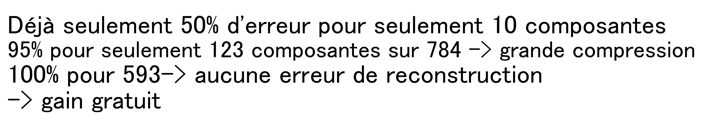 Déjà seulement 50% d'erreur pour seulement 10 composantes
95% pour seulement 123 composantes sur 784 -> grande compression
100% pour 593-> aucune erreur de reconstruction
-> gain gratuit